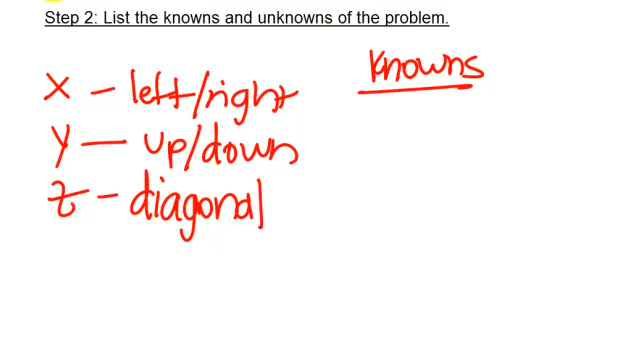 Step 2: List the knowns and unknowns of the problem.
Knowns
x - left/right
y - up/down
z - diagonal